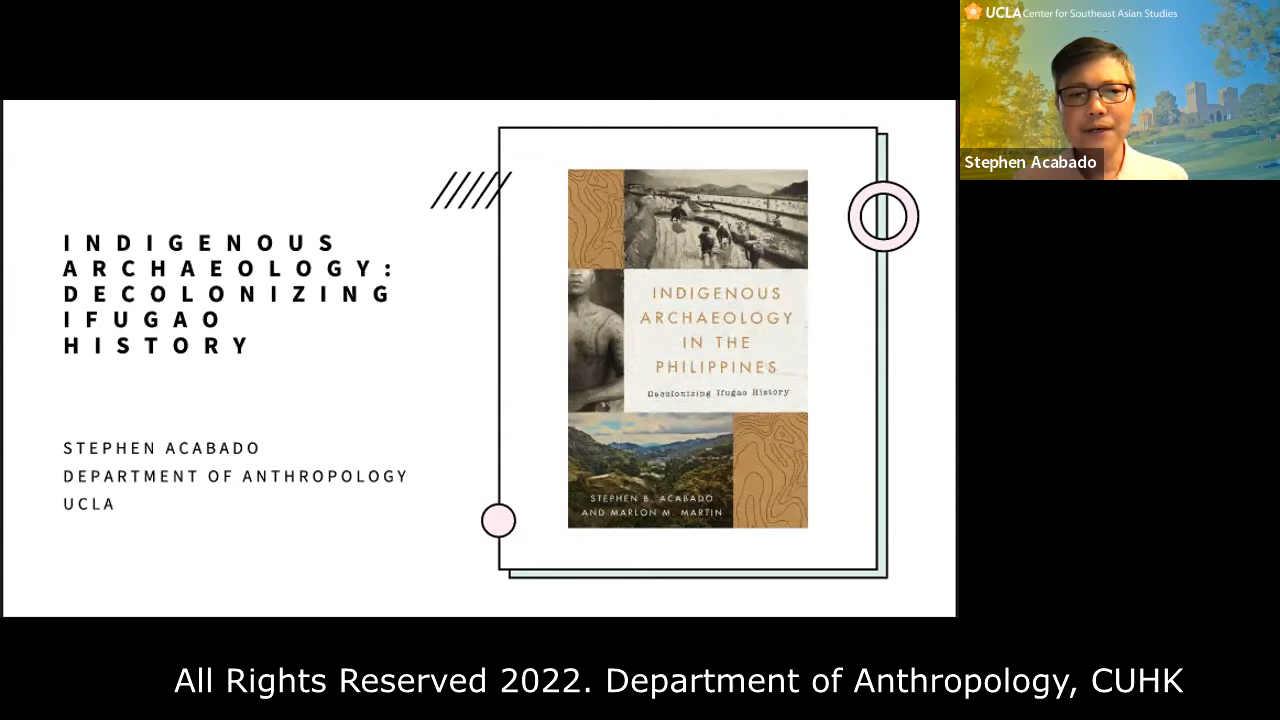 UCLA Center for Southeast Asian Studies
Stephen Acabado
INDIGENOUS
ARCHAEOLOGY:
DECOLONIZING
IFUGAO
HISTORY
STEPHEN ACABADO
DEPARTMENT OF ANTHROPOLOGY
UCLA
INDIGENOUS
ARCHAEOLOGY
IN THE
PHILIPPINES
Decolonizing Ifugao History
STEPHEN B. ACABADO
AND MARLON M. MARTIN
All Rights Reserved 2022. Department of Anthropology, CUHK